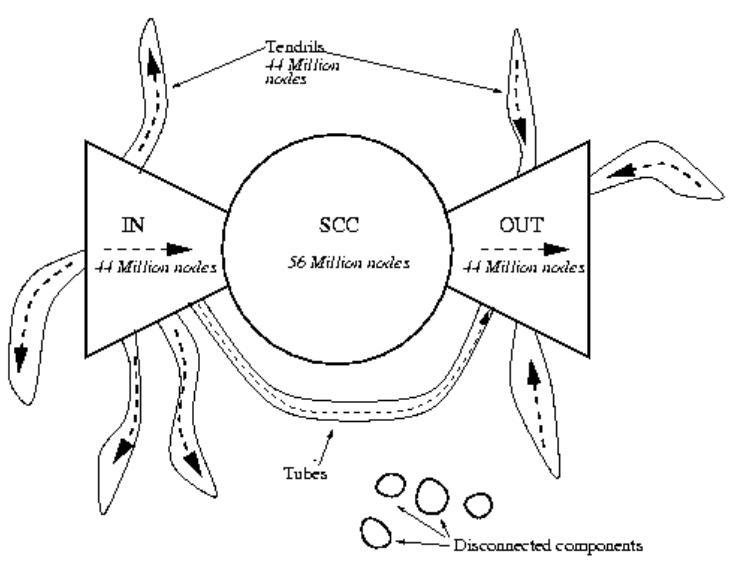 Tendrils
44 Million
nodes
IN
44 Million nodes
SCC
56 Million nodes
OUT
44 Million nodes
Tubes
Disconnected components